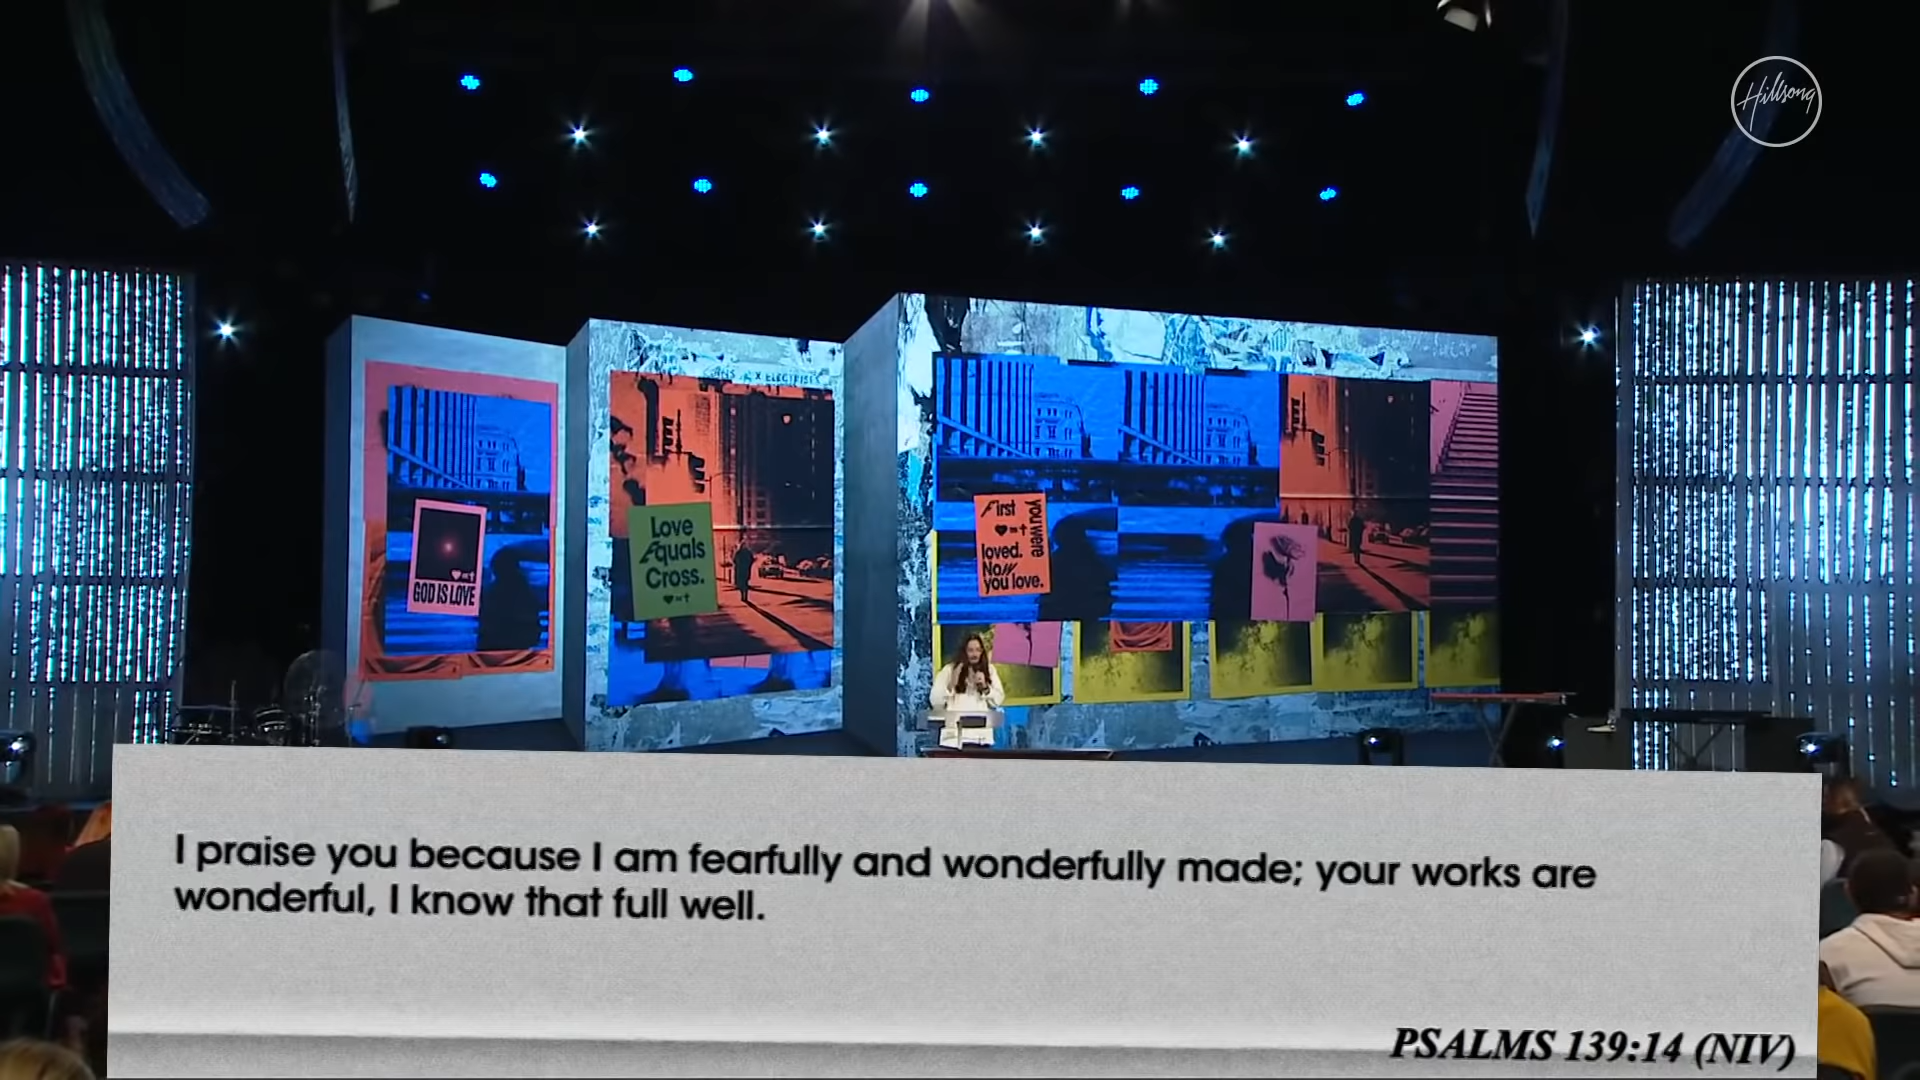 Hillsong
GOD IS LOVE
Love
Equals
Cross.
First
you were
loved.
Now
you love.
I praise you because I am fearfully and wonderfully made; your works are
wonderful, I know that full well.
PSALMS 139:14 (NIV)